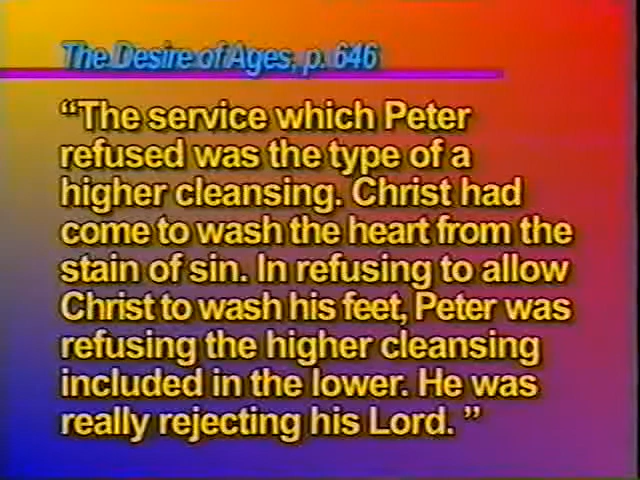 The Desire of Ages, p. 646
“The service which Peter
refused was the type of a
higher cleansing. Christ had
come to wash the heart from the
stain of sin. In refusing to allow
Christ to wash his feet, Peter was
refusing the higher cleansing
included in the lower. He was
really rejecting his Lord. ”